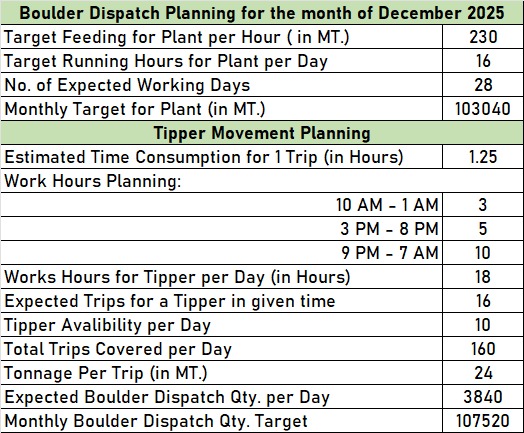 Boulder Dispatch Planning for the month of December 2025
Target Feeding for Plant per Hour ( in MT.) 230
Target Running Hours for Plant per Day 16
No. of Expected Working Days 28
Monthly Target for Plant (in MT.) 103040
Tipper Movement Planning
Estimated Time Consumption for 1 Trip (in Hours) 1.25
Work Hours Planning:
10 AM - 1 AM 3
3 PM - 8 PM 5
9 PM - 7 AM 10
Works Hours for Tipper per Day (in Hours) 18
Expected Trips for a Tipper in given time 16
Tipper Avalibility per Day 10
Total Trips Covered per Day 160
Tonnage Per Trip (in MT.) 24
Expected Boulder Dispatch Qty. per Day 3840
Monthly Boulder Dispatch Qty. Target 107520